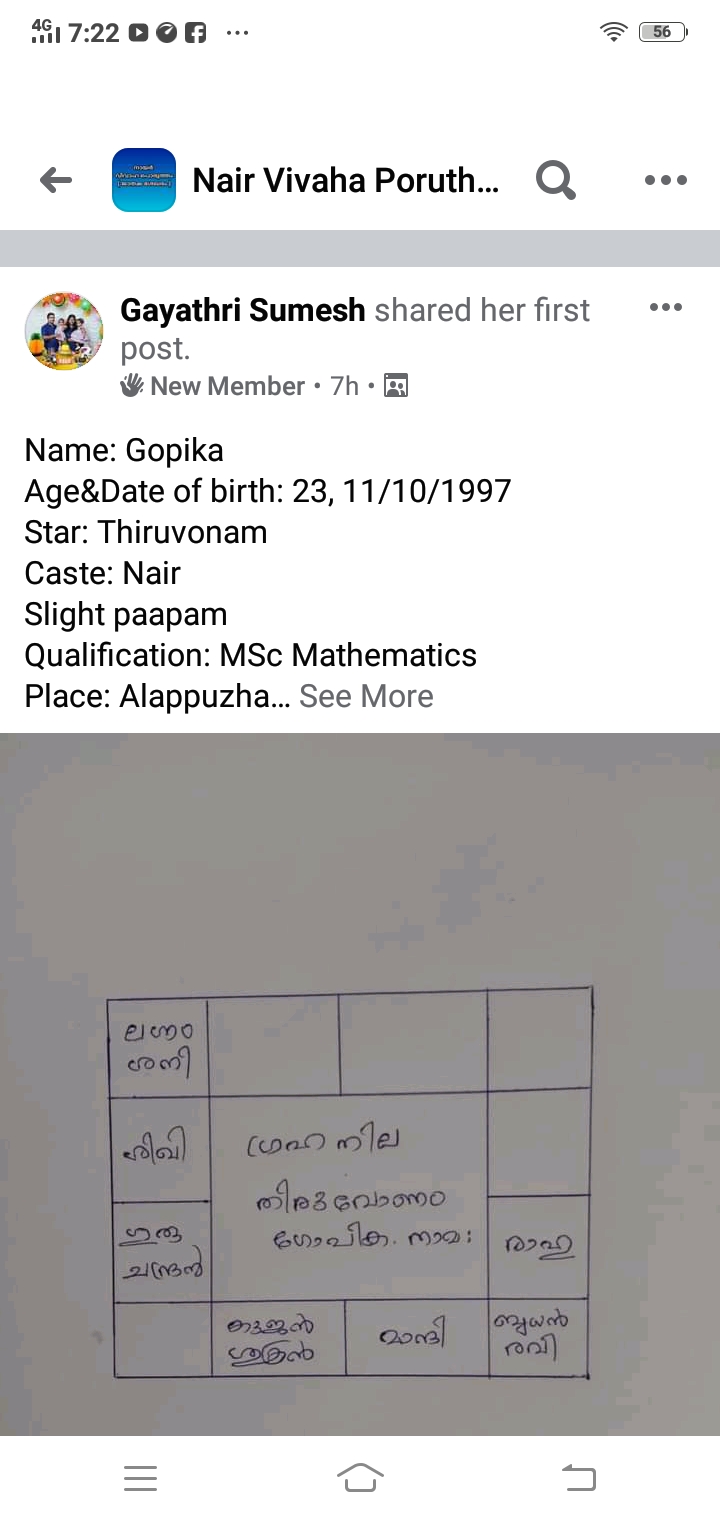 4G 7:22 56
നായർ
വിവാഹ പൊരുത്തം
Nair Vivaha Poruth...
Gayathri Sumesh shared her first
post.
New Member • 7h •
Name: Gopika
Age&Date of birth: 23, 11/10/1997
Star: Thiruvonam
Caste: Nair
Slight paapam
Qualification: MSc Mathematics
Place: Alappuzha... See More
ലഗ്നം
ശനി
ശിഖി
ഗ്രഹ നില
തിരുവോണം
ഗോപിക. നാമ:
ഗുരു
ചന്ദ്രൻ
രാഹു
കുജൻ
ശുക്രൻ
മാന്ദി
ബുധൻ
രവി